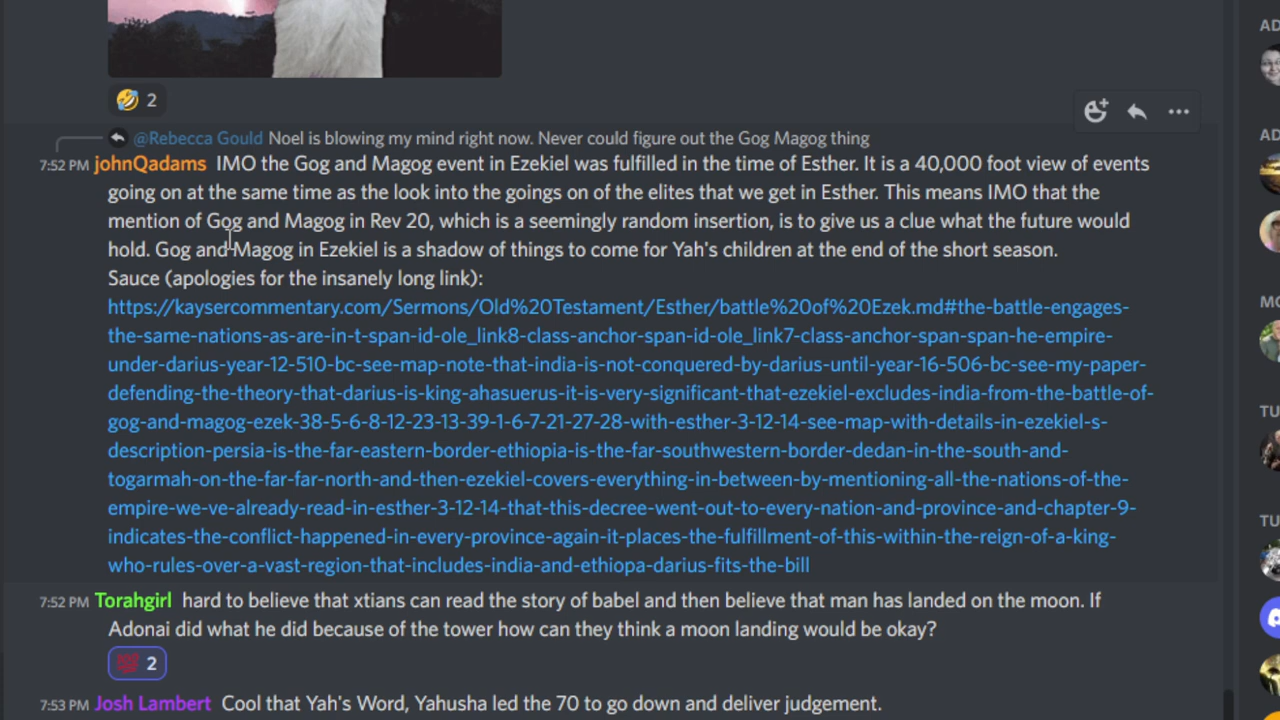 2
@Rebecca Gould Noel is blowing my mind right now. Never could figure out the Gog Magog thing
7:52 PM johnQadams IMO the Gog and Magog event in Ezekiel was fulfilled in the time of Esther. It is a 40,000 foot view of events
going on at the same time as the look into the goings on of the elites that we get in Esther. This means IMO that the
mention of Gog and Magog in Rev 20, which is a seemingly random insertion, is to give us a clue what the future would
hold. Gog and Magog in Ezekiel is a shadow of things to come for Yah's children at the end of the short season.
Sauce (apologies for the insanely long link):
https://kaysercommentary.com/Sermons/Old%20Testament/Esther/battle%20of%20Ezek.md#the-battle-engages-
the-same-nations-as-are-in-t-span-id-ole_link8-class-anchor-span-id-ole_link7-class-anchor-span-span-he-empire-
under-darius-year-12-510-bc-see-map-note-that-india-is-not-conquered-by-darius-until-year-16-506-bc-see-my-paper-
defending-the-theory-that-darius-is-king-ahasuerus-it-is-very-significant-that-ezekiel-excludes-india-from-the-battle-of-
gog-and-magog-ezek-38-5-6-8-12-23-13-39-1-6-7-21-27-28-with-esther-3-12-14-see-map-with-details-in-ezekiel-s-
description-persia-is-the-far-eastern-border-ethiopia-is-the-far-southwestern-border-dedan-in-the-south-and-
togarmah-on-the-far-far-north-and-then-ezekiel-covers-everything-in-between-by-mentioning-all-the-nations-of-the-
empire-we-ve-already-read-in-esther-3-12-14-that-this-decree-went-out-to-every-nation-and-province-and-chapter-9-
indicates-the-conflict-happened-in-every-province-again-it-places-the-fulfillment-of-this-within-the-reign-of-a-king-
who-rules-over-a-vast-region-that-includes-india-and-ethiopa-darius-fits-the-bill
7:52 PM Torahgirl hard to believe that xtians can read the story of babel and then believe that man has landed on the moon. If
Adonai did what he did because of the tower how can they think a moon landing would be okay?
100 2
7:53 PM Josh Lambert Cool that Yah's Word, Yahusha led the 70 to go down and deliver judgement.
AD
AD
MO
TU
TU